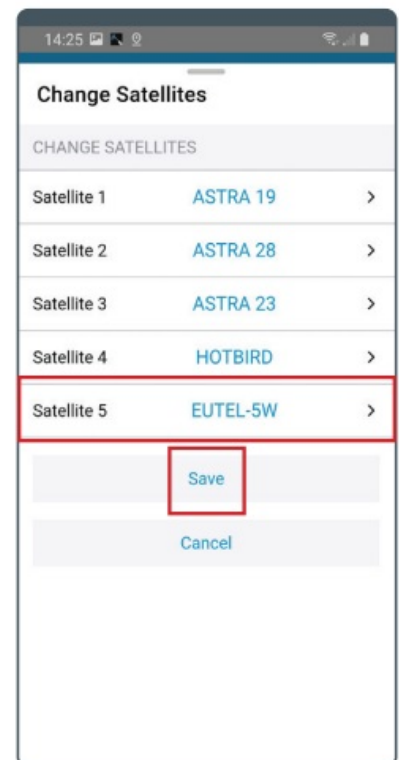 14:25
Change Satellites
CHANGE SATELLITES
Satellite 1 ASTRA 19
Satellite 2 ASTRA 28
Satellite 3 ASTRA 23
Satellite 4 HOTBIRD
Satellite 5 EUTEL-5W
Save
Cancel